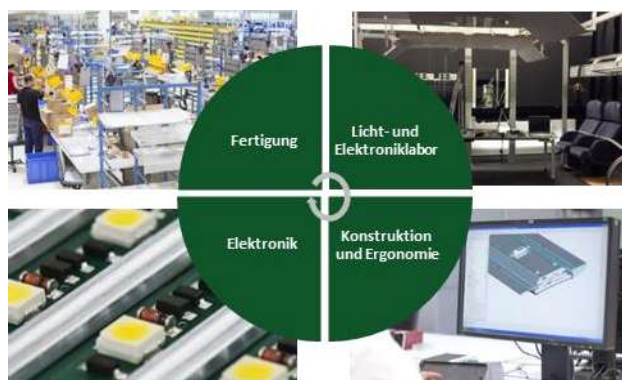 Fertigung
Licht- und
Elektroniklabor
Elektronik
Konstruktion
und Ergonomie